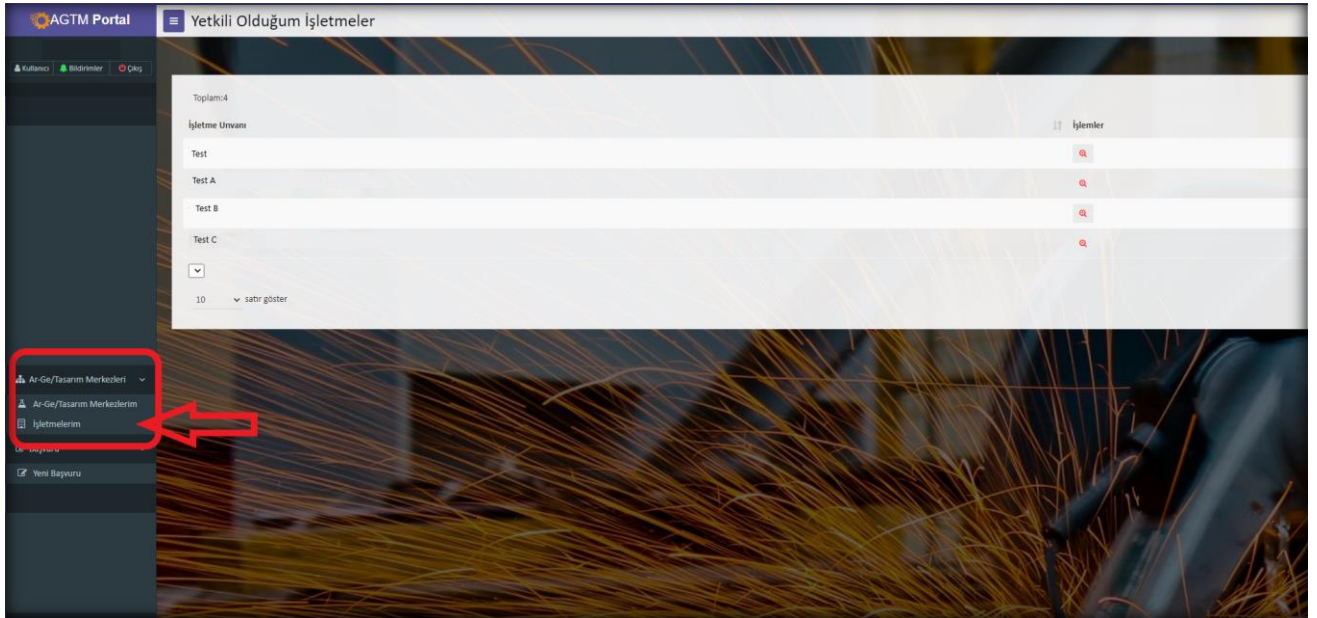 AGTM Portal
Yetkili Olduğum İşletmeler
Kullanıcı Bildirimler Çıkış
Toplam:4
İşletme Unvanı İşlemler
Test
Test A
Test B
Test C
10 satır göster
Ar-Ge/Tasarım Merkezleri
Ar-Ge/Tasarım Merkezlerim
İşletmelerim
Başvuru
Yeni Başvuru